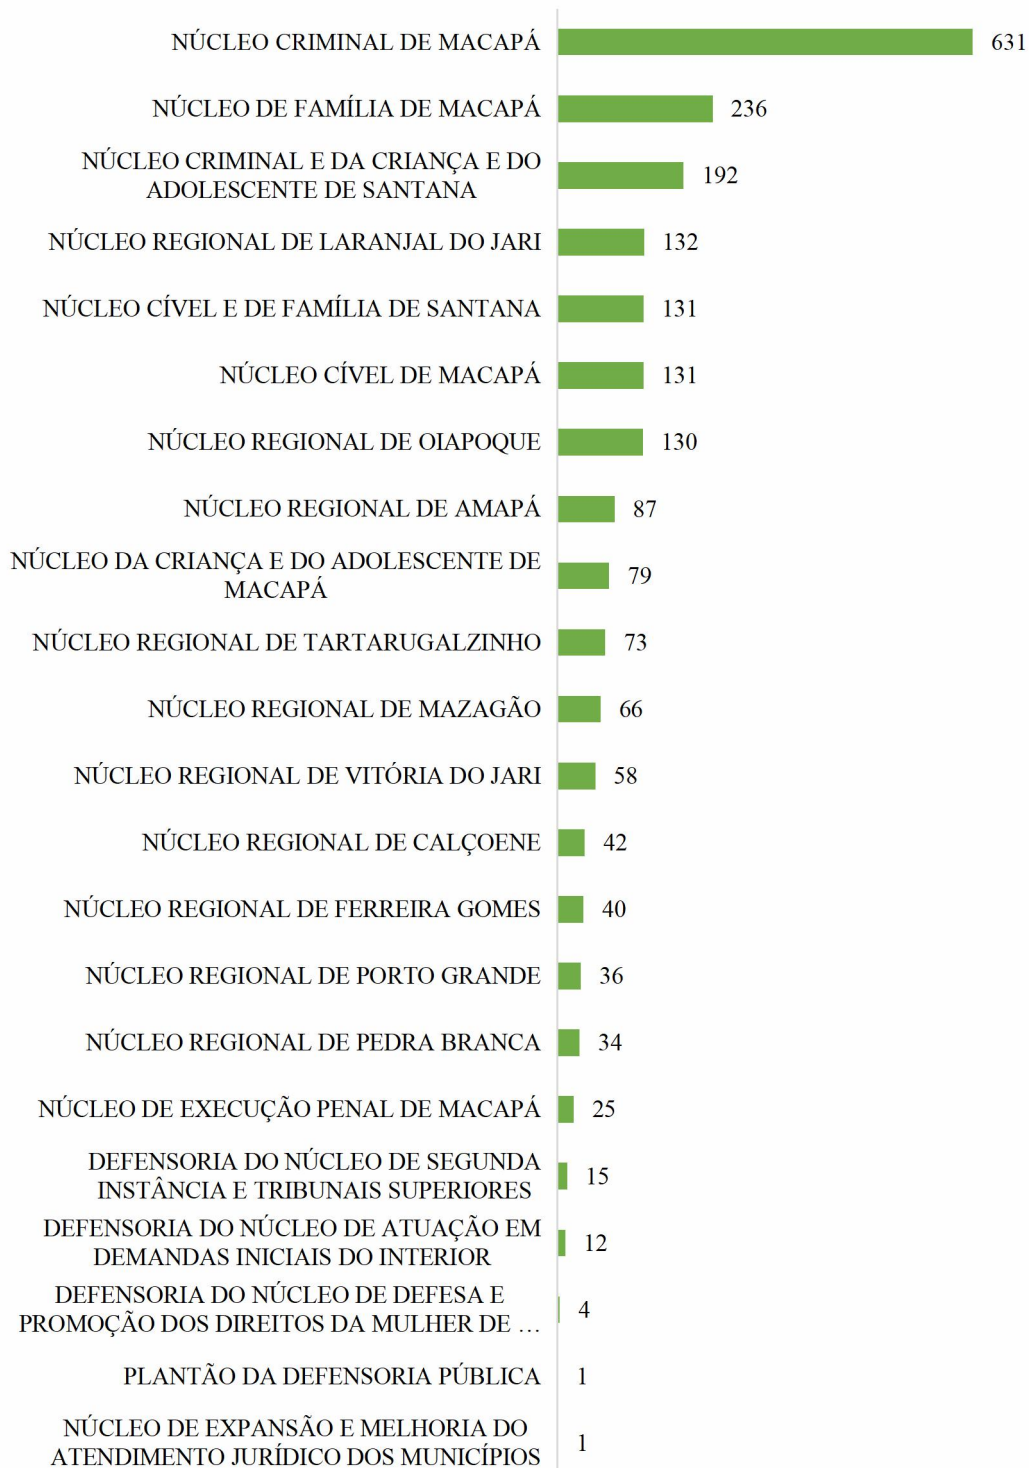 NÚCLEO CRIMINAL DE MACAPÁ 631
NÚCLEO DE FAMÍLIA DE MACAPÁ 236
NÚCLEO CRIMINAL E DA CRIANÇA E DO
ADOLESCENTE DE SANTANA 192
NÚCLEO REGIONAL DE LARANJAL DO JARI 132
NÚCLEO CÍVEL E DE FAMÍLIA DE SANTANA 131
NÚCLEO CÍVEL DE MACAPÁ 131
NÚCLEO REGIONAL DE OIAPOQUE 130
NÚCLEO REGIONAL DE AMAPÁ 87
NÚCLEO DA CRIANÇA E DO ADOLESCENTE DE
MACAPÁ 79
NÚCLEO REGIONAL DE TARTARUGALZINHO 73
NÚCLEO REGIONAL DE MAZAGÃO 66
NÚCLEO REGIONAL DE VITÓRIA DO JARI 58
NÚCLEO REGIONAL DE CALÇOENE 42
NÚCLEO REGIONAL DE FERREIRA GOMES 40
NÚCLEO REGIONAL DE PORTO GRANDE 36
NÚCLEO REGIONAL DE PEDRA BRANCA 34
NÚCLEO DE EXECUÇÃO PENAL DE MACAPÁ 25
DEFENSORIA DO NÚCLEO DE SEGUNDA
INSTÂNCIA E TRIBUNAIS SUPERIORES 15
DEFENSORIA DO NÚCLEO DE ATUAÇÃO EM
DEMANDAS INICIAIS DO INTERIOR 12
DEFENSORIA DO NÚCLEO DE DEFESA E
PROMOÇÃO DOS DIREITOS DA MULHER DE … 4
PLANTÃO DA DEFENSORIA PÚBLICA 1
NÚCLEO DE EXPANSÃO E MELHORIA DO
ATENDIMENTO JURÍDICO DOS MUNICÍPIOS 1